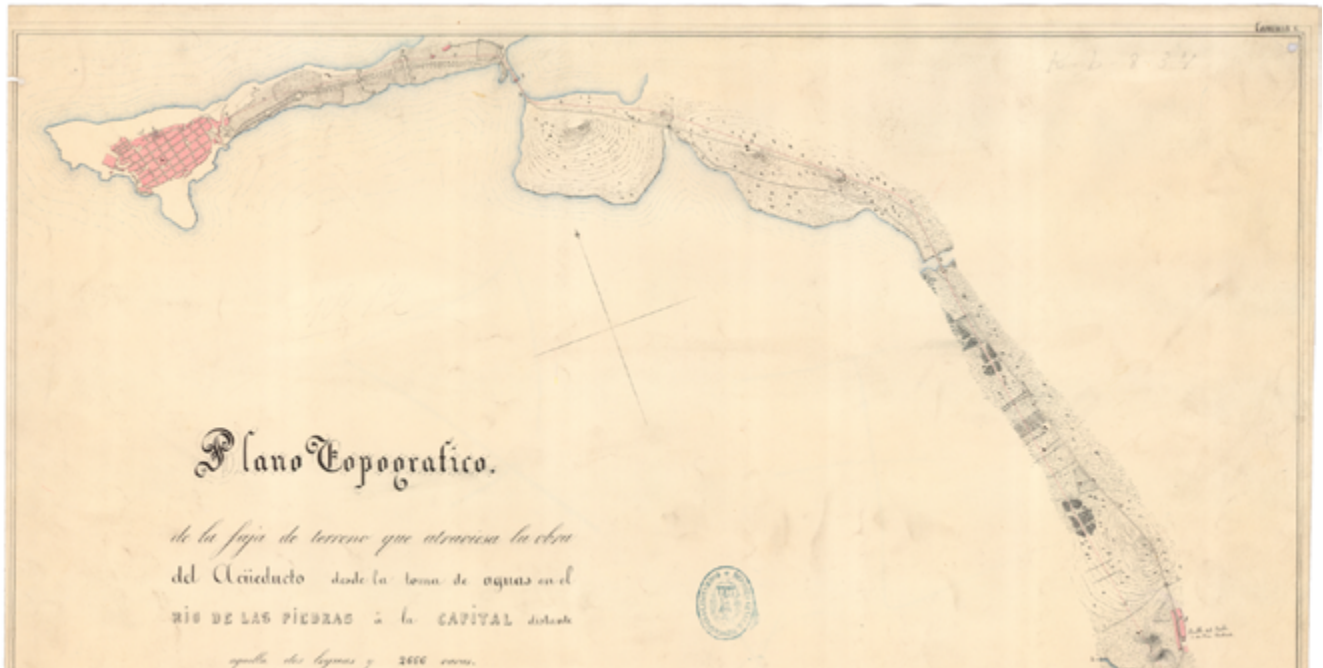 Plano Topografico.
de la faja de terreno que atraviesa la obra
del Acüeducto desde la toma de aguas en el
RIO DE LAS PIEDRAS á la CAPITAL distante
aquella dos leguas y 2666 varas.